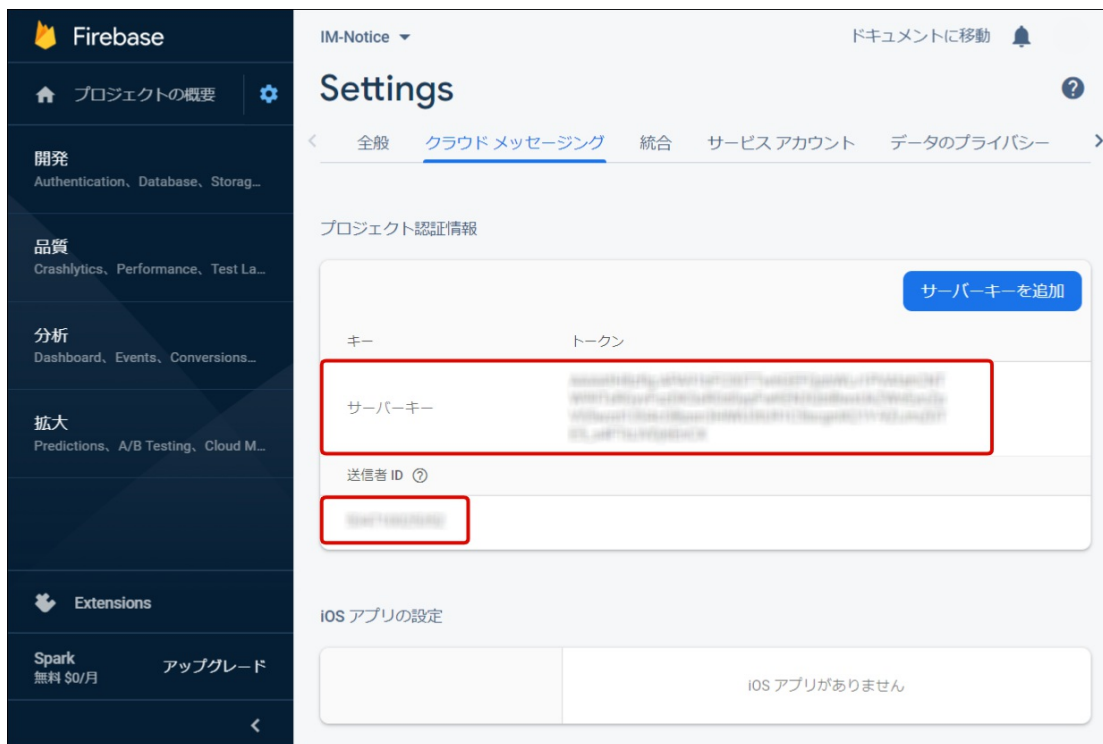 Firebase
IM-Notice
ドキュメントに移動
プロジェクトの概要
Settings
全般
クラウド メッセージング
統合
サービス アカウント
データのプライバシー
開発
Authentication、Database、Storag...
品質
Crashlytics、Performance、Test La...
分析
Dashboard、Events、Conversions...
拡大
Predictions、A/B Testing、Cloud M...
Extensions
Spark
無料 $0/月
アップグレード
プロジェクト認証情報
サーバーキーを追加
キー
トークン
サーバーキー
送信者 ID
iOS アプリの設定
iOS アプリがありません